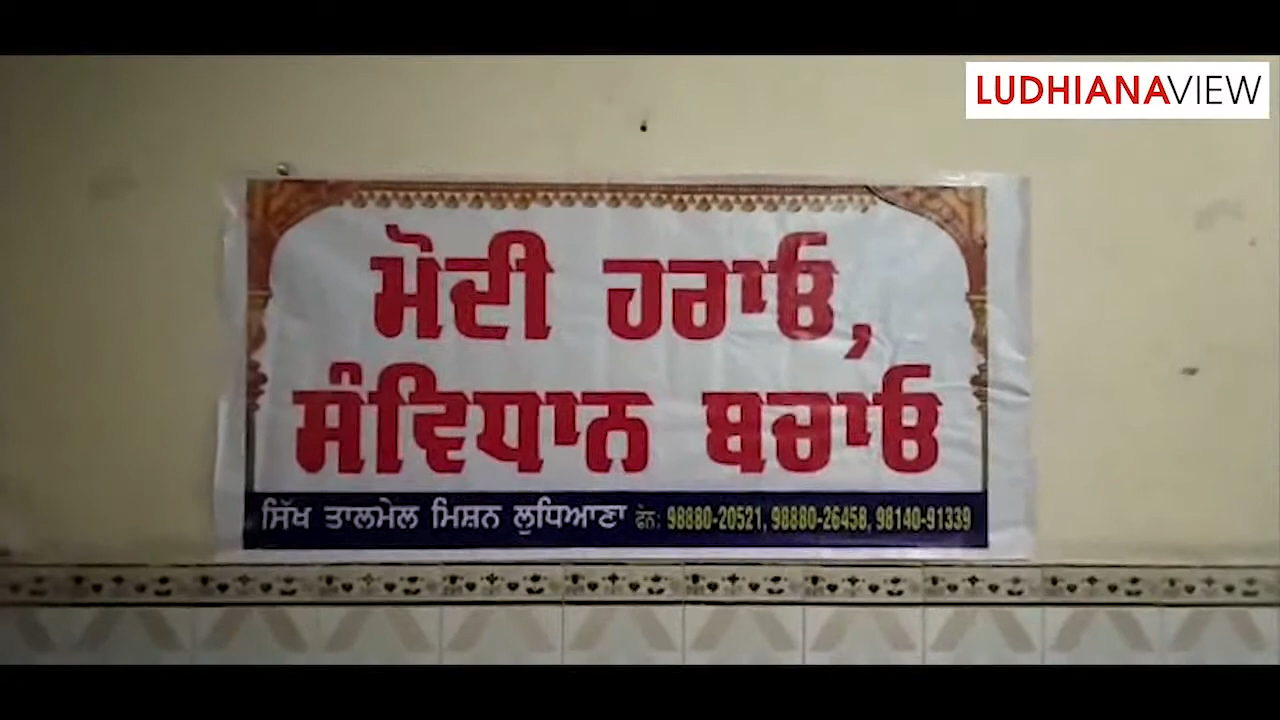 LUDHIANAVIEW
ਮੋਦੀ ਹਰਾਓ,
ਸੰਵਿਧਾਨ ਬਚਾਓ
ਸਿੱਖ ਤਾਲਮੇਲ ਮਿਸ਼ਨ ਲੁਧਿਆਣਾ ਫੋਨ: 98880-20521, 98880-26458, 98140-91339